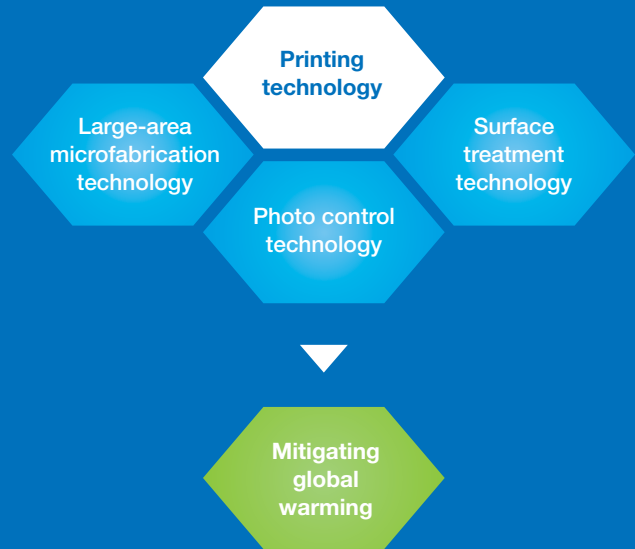 Printing
technology
Large-area
microfabrication
technology
Surface
treatment
technology
Photo control
technology
Mitigating
global
warming